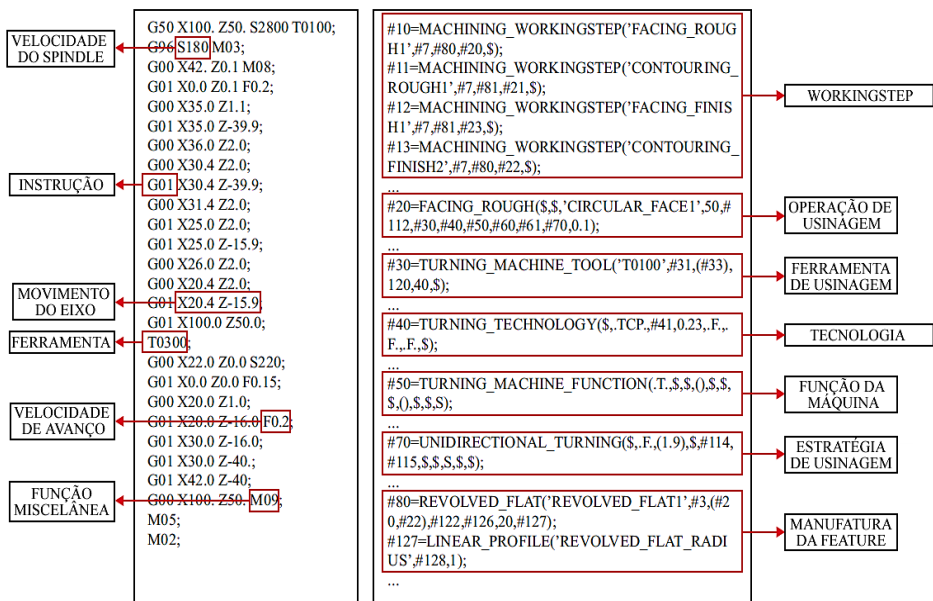 VELOCIDADE
DO SPINDLE
INSTRUÇÃO
MOVIMENTO
DO EIXO
FERRAMENTA
VELOCIDADE
DE AVANÇO
FUNÇÃO
MISCELÂNEA
G50 X100. Z50. S2800 T0100;
G96 S180 M03;
G00 X42. Z0.1 M08;
G01 X0.0 Z0.1 F0.2;
G00 X35.0 Z1.1;
G01 X35.0 Z-39.9;
G00 X36.0 Z2.0;
G00 X30.4 Z2.0;
G01 X30.4 Z-39.9;
G00 X31.4 Z2.0;
G01 X25.0 Z2.0;
G01 X25.0 Z-15.9;
G00 X26.0 Z2.0;
G00 X20.4 Z2.0;
G01 X20.4 Z-15.9;
G01 X100.0 Z50.0;
T0300;
G00 X22.0 Z0.0 S220;
G01 X0.0 Z0.0 F0.15;
G00 X20.0 Z1.0;
G01 X20.0 Z-16.0 F0.2;
G01 X30.0 Z-16.0;
G01 X30.0 Z-40.;
G01 X42.0 Z-40;
G00 X100. Z50. M09;
M05;
M02;
#10=MACHINING_WORKINGSTEP('FACING_ROUG
H1',#7,#80,#20,$);
#11=MACHINING_WORKINGSTEP('CONTOURING_
ROUGH1',#7,#81,#21,$);
#12=MACHINING_WORKINGSTEP('FACING_FINIS
H1',#7,#81,#23,$);
#13=MACHINING_WORKINGSTEP('CONTOURING_
FINISH2',#7,#80,#22,$);
...
#20=FACING_ROUGH($,$,'CIRCULAR_FACE1',50,#
112,#30,#40,#50,#60,#61,#70,0.1);
...
#30=TURNING_MACHINE_TOOL('T0100',#31,(#33),
120,40,$);
...
#40=TURNING_TECHNOLOGY($,.TCP.,#41,0.23,.F.,.
F.,.F.,$);
...
#50=TURNING_MACHINE_FUNCTION(.T.,$,$,(),$,$,
$,(),$,$,S);
...
#70=UNIDIRECTIONAL_TURNING($,.F.,(1.9),$,#114,
#115,$,$,S,$,$);
...
#80=REVOLVED_FLAT('REVOLVED_FLAT1',#3,(#2
0,#22),#122,#126,20,#127);
#127=LINEAR_PROFILE('REVOLVED_FLAT_RADI
US',#128,1);
...
WORKINGSTEP
OPERAÇÃO DE
USINAGEM
FERRAMENTA
DE USINAGEM
TECNOLOGIA
FUNÇÃO DA
MÁQUINA
ESTRATÉGIA
DE USINAGEM
MANUFATURA
DA FEATURE